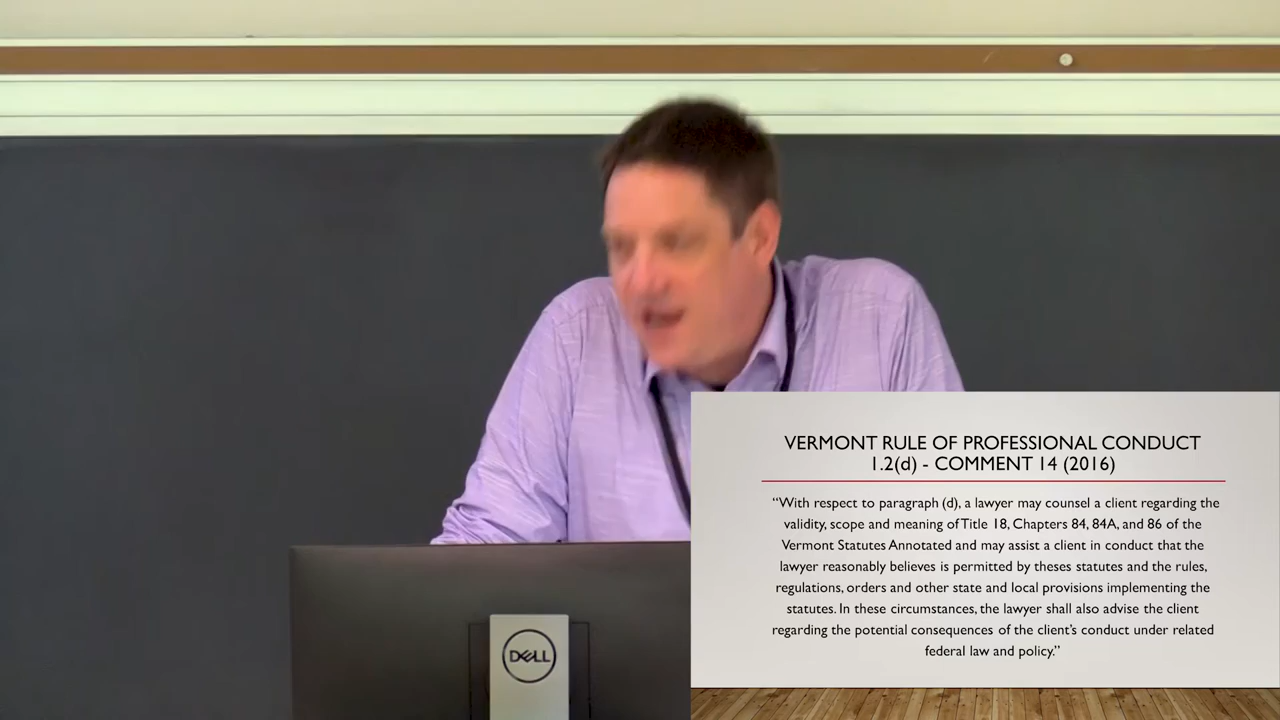 DELL
VERMONT RULE OF PROFESSIONAL CONDUCT
1.2(d) - COMMENT 14 (2016)
“With respect to paragraph (d), a lawyer may counsel a client regarding the
validity, scope and meaning of Title 18, Chapters 84, 84A, and 86 of the
Vermont Statutes Annotated and may assist a client in conduct that the
lawyer reasonably believes is permitted by theses statutes and the rules,
regulations, orders and other state and local provisions implementing the
statutes. In these circumstances, the lawyer shall also advise the client
regarding the potential consequences of the client’s conduct under related
federal law and policy.”